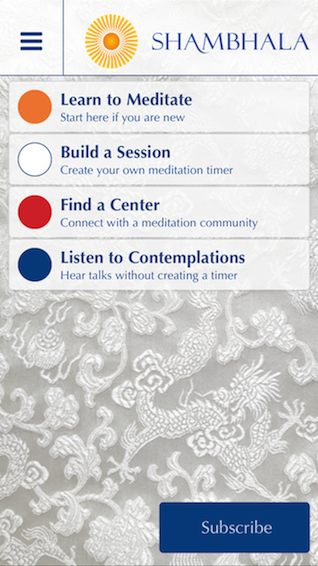 SHAMBHALA
Learn to Meditate
Start here if you are new
Build a Session
Create your own meditation timer
Find a Center
Connect with a meditation community
Listen to Contemplations
Hear talks without creating a timer
Subscribe